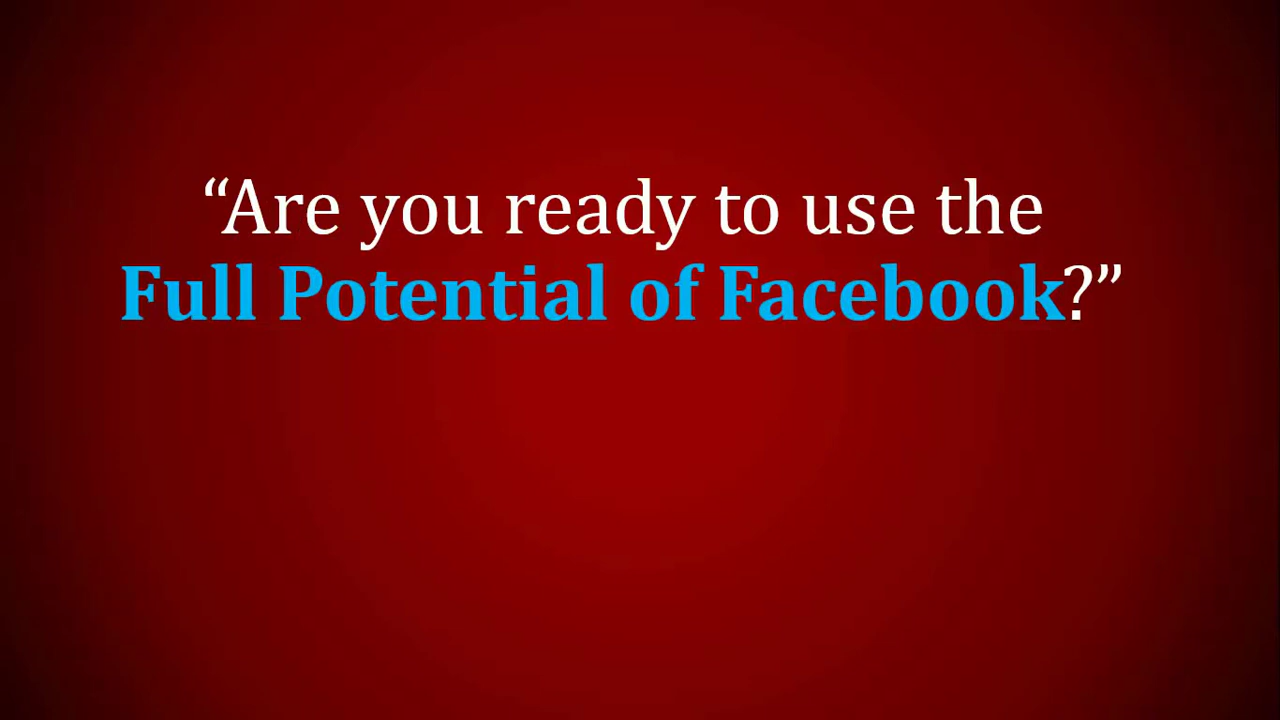 “Are you ready to use the
Full Potential of Facebook?”